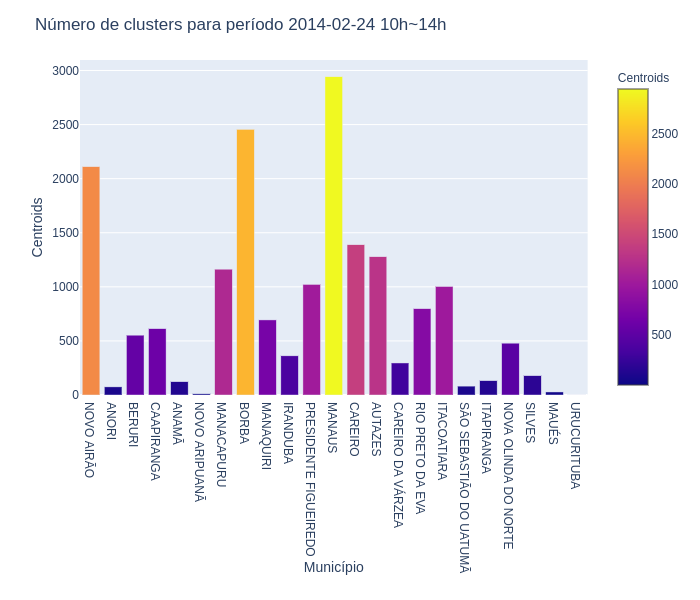 Número de clusters para período 2014-02-24 10h~14h
Centroids
3000
2500
2000
1500
1000
500
0
Centroids
2500
2000
1500
1000
500
NOVO AIRÃO
ANORI
BERURI
CAAPIRANGA
ANAMÃ
NOVO ARIPUANÃ
MANACAPURU
BORBA
MANAQUIRI
IRANDUBA
PRESIDENTE FIGUEIREDO
MANAUS
CAREIRO
AUTAZES
CAREIRO DA VÁRZEA
RIO PRETO DA EVA
ITACOATIARA
SÃO SEBASTIÃO DO UATUMÃ
ITAPIRANGA
NOVA OLINDA DO NORTE
SILVES
MAUÉS
URUCURITUBA
Município